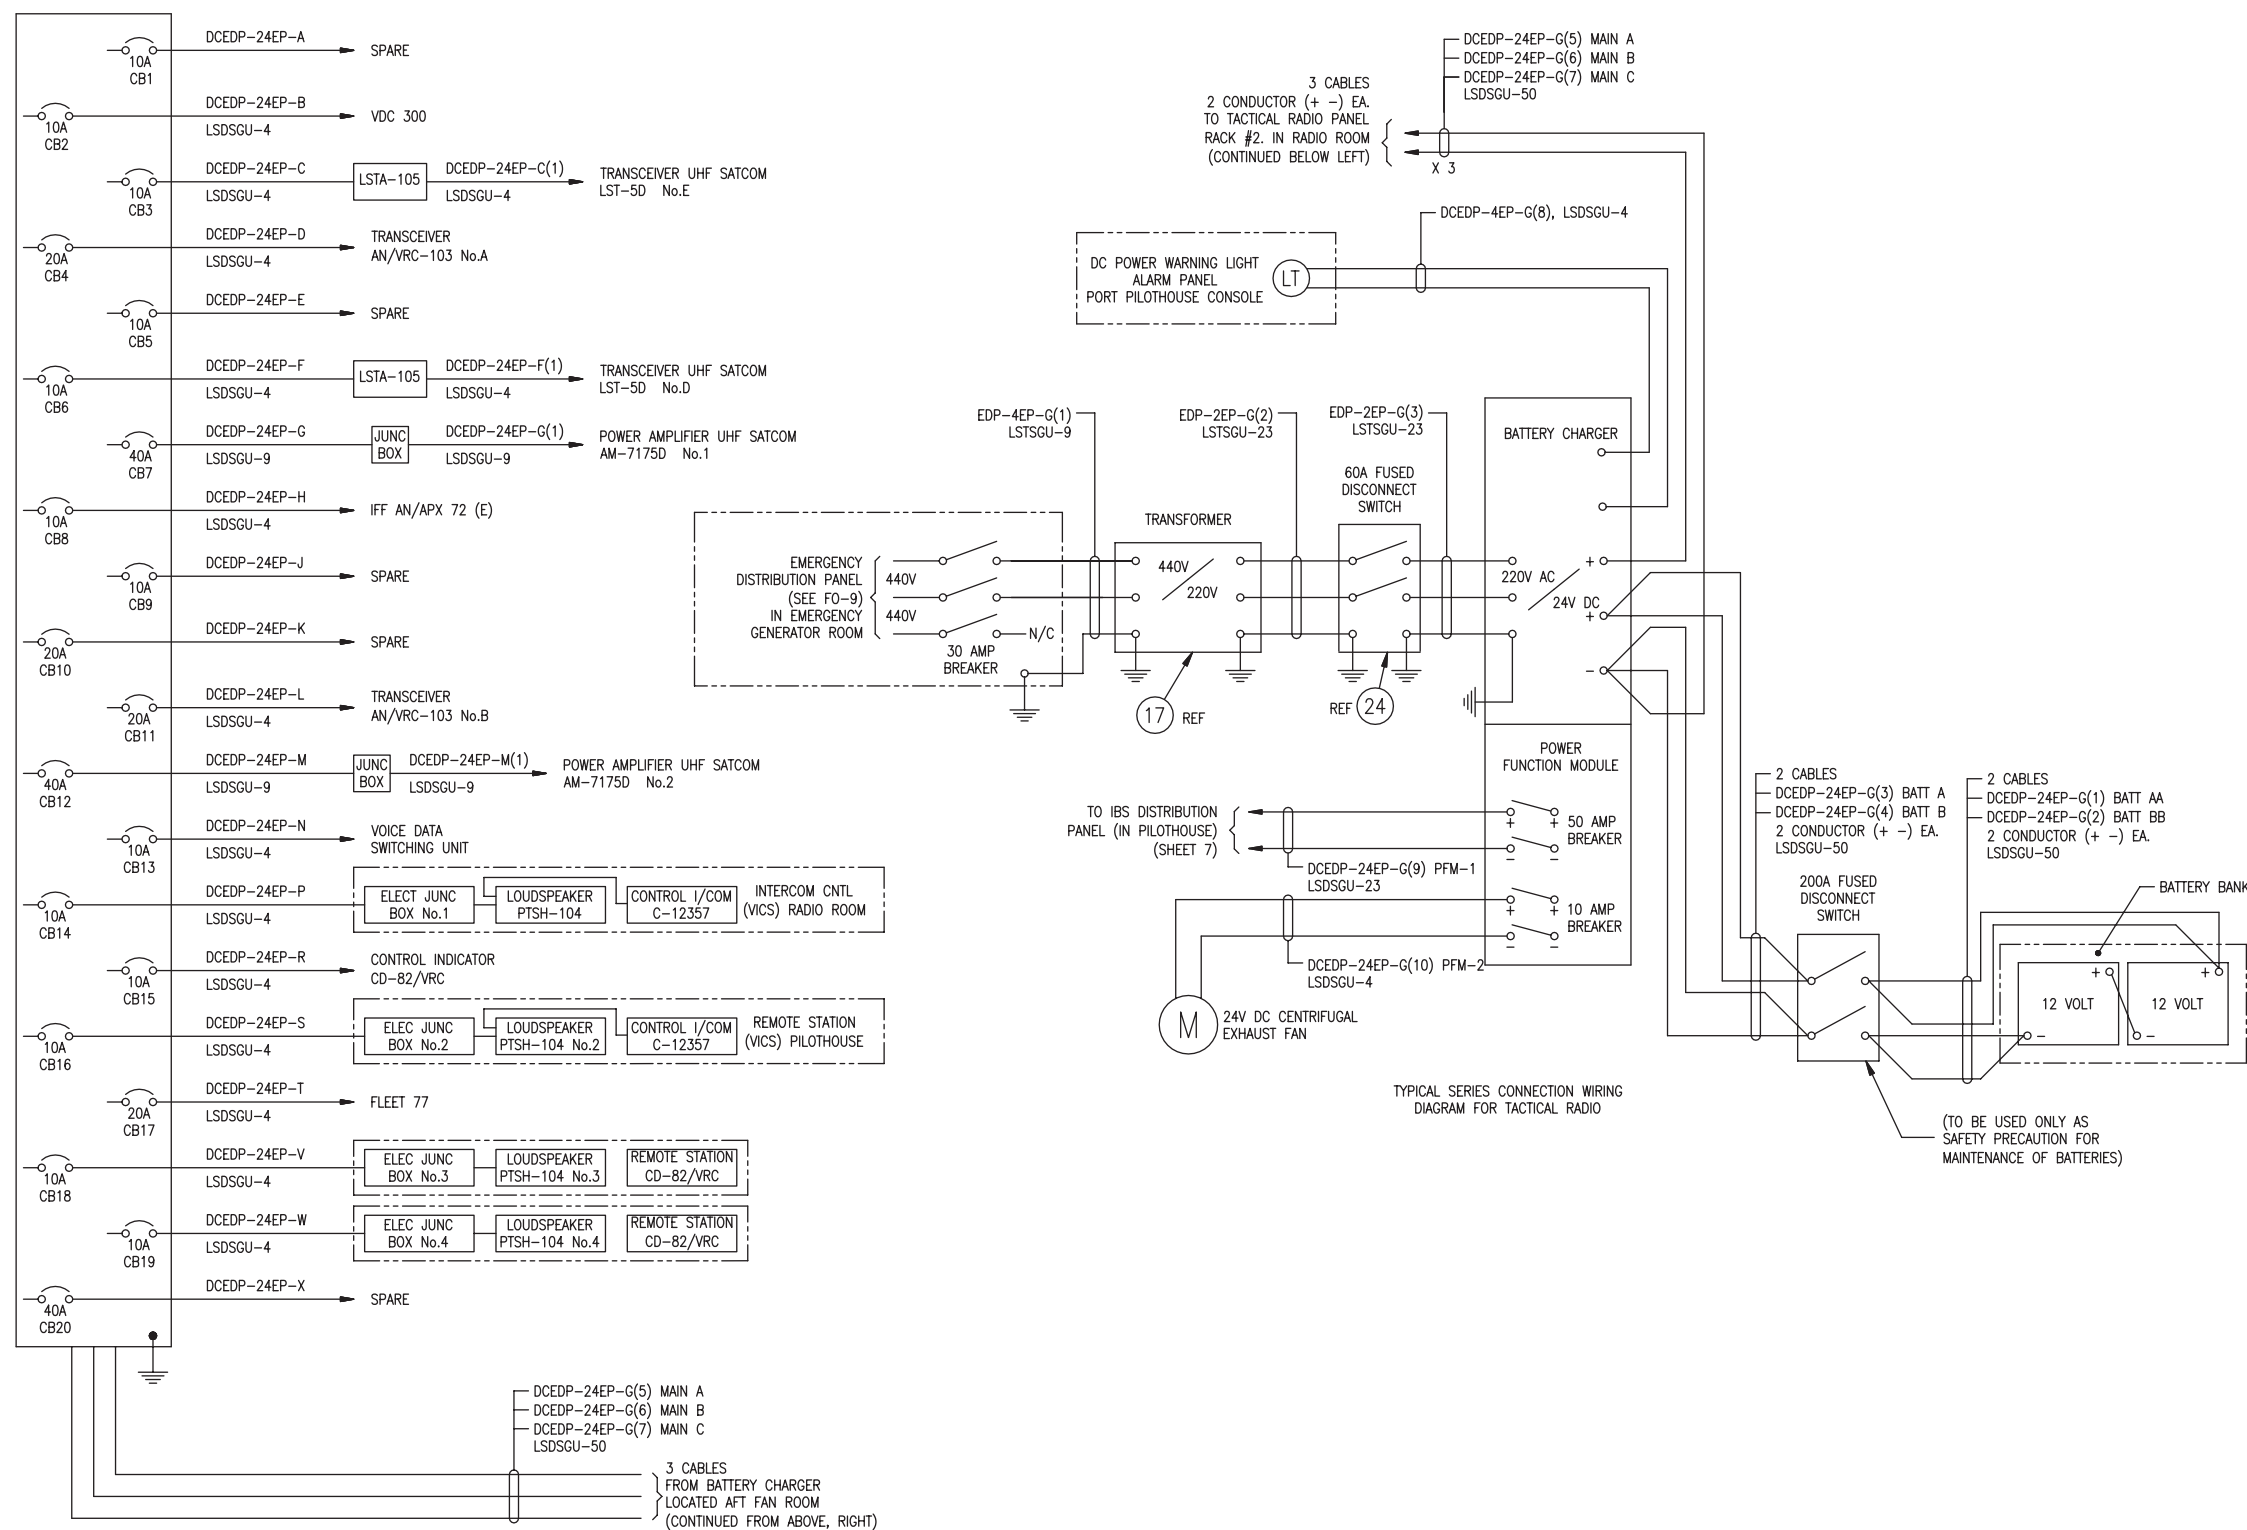 DCEDP-24EP-A
SPARE
10A
CB1
DCEDP-24EP-B
LSDSGU-4
VDC 300
10A
CB2
DCEDP-24EP-C
LSDSGU-4
LSTA-105
DCEDP-24EP-C(1)
LSDSGU-4
TRANSCEIVER UHF SATCOM
LST-5D No.E
10A
CB3
DCEDP-24EP-D
LSDSGU-4
TRANSCEIVER
AN/VRC-103 No.A
20A
CB4
DCEDP-24EP-E
SPARE
10A
CB5
DCEDP-24EP-F
LSDSGU-4
LSTA-105
DCEDP-24EP-F(1)
LSDSGU-4
TRANSCEIVER UHF SATCOM
LST-5D No.D
10A
CB6
DCEDP-24EP-G
LSDSGU-9
JUNC
BOX
DCEDP-24EP-G(1)
LSDSGU-9
POWER AMPLIFIER UHF SATCOM
AM-7175D No.1
40A
CB7
DCEDP-24EP-H
LSDSGU-4
IFF AN/APX 72 (E)
10A
CB8
DCEDP-24EP-J
SPARE
10A
CB9
DCEDP-24EP-K
SPARE
20A
CB10
DCEDP-24EP-L
LSDSGU-4
TRANSCEIVER
AN/VRC-103 No.B
20A
CB11
DCEDP-24EP-M
LSDSGU-9
JUNC
BOX
DCEDP-24EP-M(1)
LSDSGU-9
POWER AMPLIFIER UHF SATCOM
AM-7175D No.2
40A
CB12
DCEDP-24EP-N
LSDSGU-4
VOICE DATA
SWITCHING UNIT
10A
CB13
DCEDP-24EP-P
LSDSGU-4
ELECT JUNC
BOX No.1
LOUDSPEAKER
PTSH-104
CONTROL I/COM
C-12357
INTERCOM CNTL
(VICS) RADIO ROOM
10A
CB14
DCEDP-24EP-R
LSDSGU-4
CONTROL INDICATOR
CD-82/VRC
10A
CB15
DCEDP-24EP-S
LSDSGU-4
ELEC JUNC
BOX No.2
LOUDSPEAKER
PTSH-104 No.2
CONTROL I/COM
C-12357
REMOTE STATION
(VICS) PILOTHOUSE
10A
CB16
DCEDP-24EP-T
LSDSGU-4
FLEET 77
20A
CB17
DCEDP-24EP-V
LSDSGU-4
ELEC JUNC
BOX No.3
LOUDSPEAKER
PTSH-104 No.3
REMOTE STATION
CD-82/VRC
10A
CB18
DCEDP-24EP-W
LSDSGU-4
ELEC JUNC
BOX No.4
LOUDSPEAKER
PTSH-104 No.4
REMOTE STATION
CD-82/VRC
10A
CB19
DCEDP-24EP-X
SPARE
40A
CB20
DCEDP-24EP-G(5) MAIN A
DCEDP-24EP-G(6) MAIN B
DCEDP-24EP-G(7) MAIN C
LSDSGU-50
3 CABLES
FROM BATTERY CHARGER
LOCATED AFT FAN ROOM
(CONTINUED FROM ABOVE, RIGHT)
DCEDP-24EP-G(5) MAIN A
DCEDP-24EP-G(6) MAIN B
DCEDP-24EP-G(7) MAIN C
LSDSGU-50
3 CABLES
2 CONDUCTOR (+ -) EA.
TO TACTICAL RADIO PANEL
RACK #2. IN RADIO ROOM
(CONTINUED BELOW LEFT)
X 3
DCEDP-4EP-G(8), LSDSGU-4
DC POWER WARNING LIGHT
ALARM PANEL
PORT PILOTHOUSE CONSOLE
LT
EDP-4EP-G(1)
LSTSGU-9
EDP-2EP-G(2)
LSTSGU-23
EDP-2EP-G(3)
LSTSGU-23
BATTERY CHARGER
60A FUSED
DISCONNECT
SWITCH
TRANSFORMER
EMERGENCY
DISTRIBUTION PANEL
(SEE FO-9)
IN EMERGENCY
GENERATOR ROOM
440V
440V
N/C
30 AMP
BREAKER
440V
220V
220V AC
24V DC
+
+
-
17 REF
REF 24
POWER
FUNCTION MODULE
TO IBS DISTRIBUTION
PANEL (IN PILOTHOUSE)
(SHEET 7)
+ +
- -
50 AMP
BREAKER
DCEDP-24EP-G(9) PFM-1
LSDSGU-23
+ +
- -
10 AMP
BREAKER
DCEDP-24EP-G(10) PFM-2
LSDSGU-4
M
24V DC CENTRIFUGAL
EXHAUST FAN
2 CABLES
DCEDP-24EP-G(3) BATT A
DCEDP-24EP-G(4) BATT B
2 CONDUCTOR (+ -) EA.
LSDSGU-50
2 CABLES
DCEDP-24EP-G(1) BATT AA
DCEDP-24EP-G(2) BATT BB
2 CONDUCTOR (+ -) EA.
LSDSGU-50
200A FUSED
DISCONNECT
SWITCH
BATTERY BANK
+
12 VOLT
-
+
12 VOLT
-
TYPICAL SERIES CONNECTION WIRING
DIAGRAM FOR TACTICAL RADIO
(TO BE USED ONLY AS
SAFETY PRECAUTION FOR
MAINTENANCE OF BATTERIES)